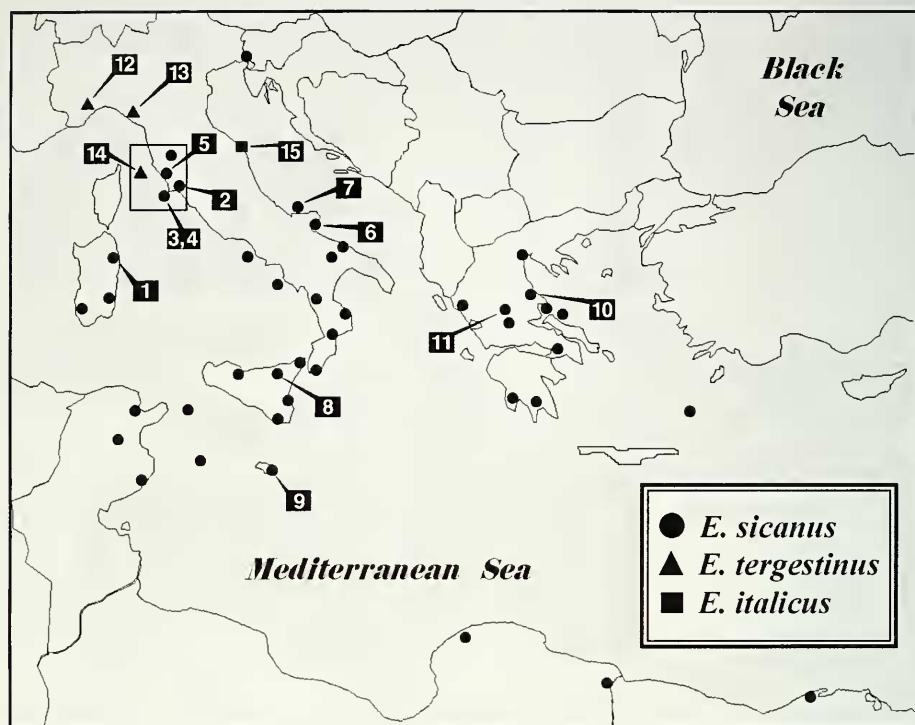 12
13
Black
Sea
14
5
15
2
7
3,4
6
1
10
11
8
9
Mediterranean Sea
E. sicanus
E. tergestinus
E. italicus